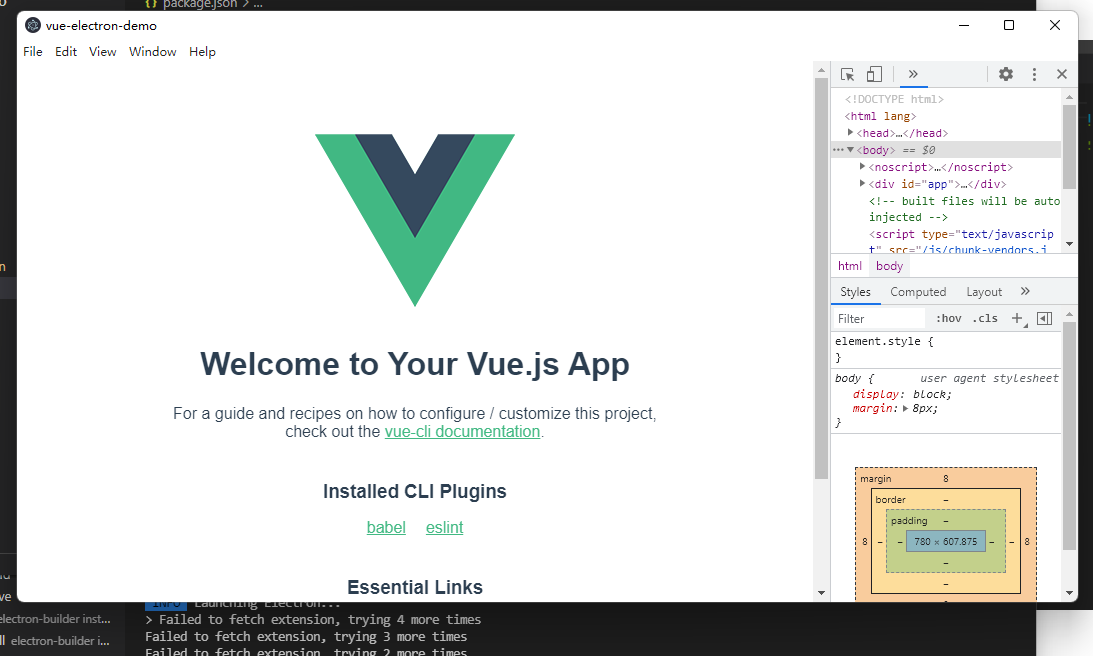 package.json > ...
vue-electron-demo
File Edit View Window Help
<!DOCTYPE html>
<html lang>
<head>…</head>
<body> == $0
<noscript>…</noscript>
<div id="app">…</div>
<!-- built files will be auto
injected -->
<script type="text/javascrip
t" src="/js/chunk-vendors.j
html body
Styles Computed Layout
Filter :hov .cls
element.style {
}
body { user agent stylesheet
display: block;
margin: 8px;
}
margin 8
border –
padding –
8 – – 780 × 607.875 – – 8
–
–
Welcome to Your Vue.js App
For a guide and recipes on how to configure / customize this project,
check out the vue-cli documentation.
Installed CLI Plugins
babel eslint
Essential Links
INFO Launching Electron...
> Failed to fetch extension, trying 4 more times
Failed to fetch extension, trying 3 more times
Failed to fetch extension, trying 2 more times
electron-builder inst...
electron-builder i...